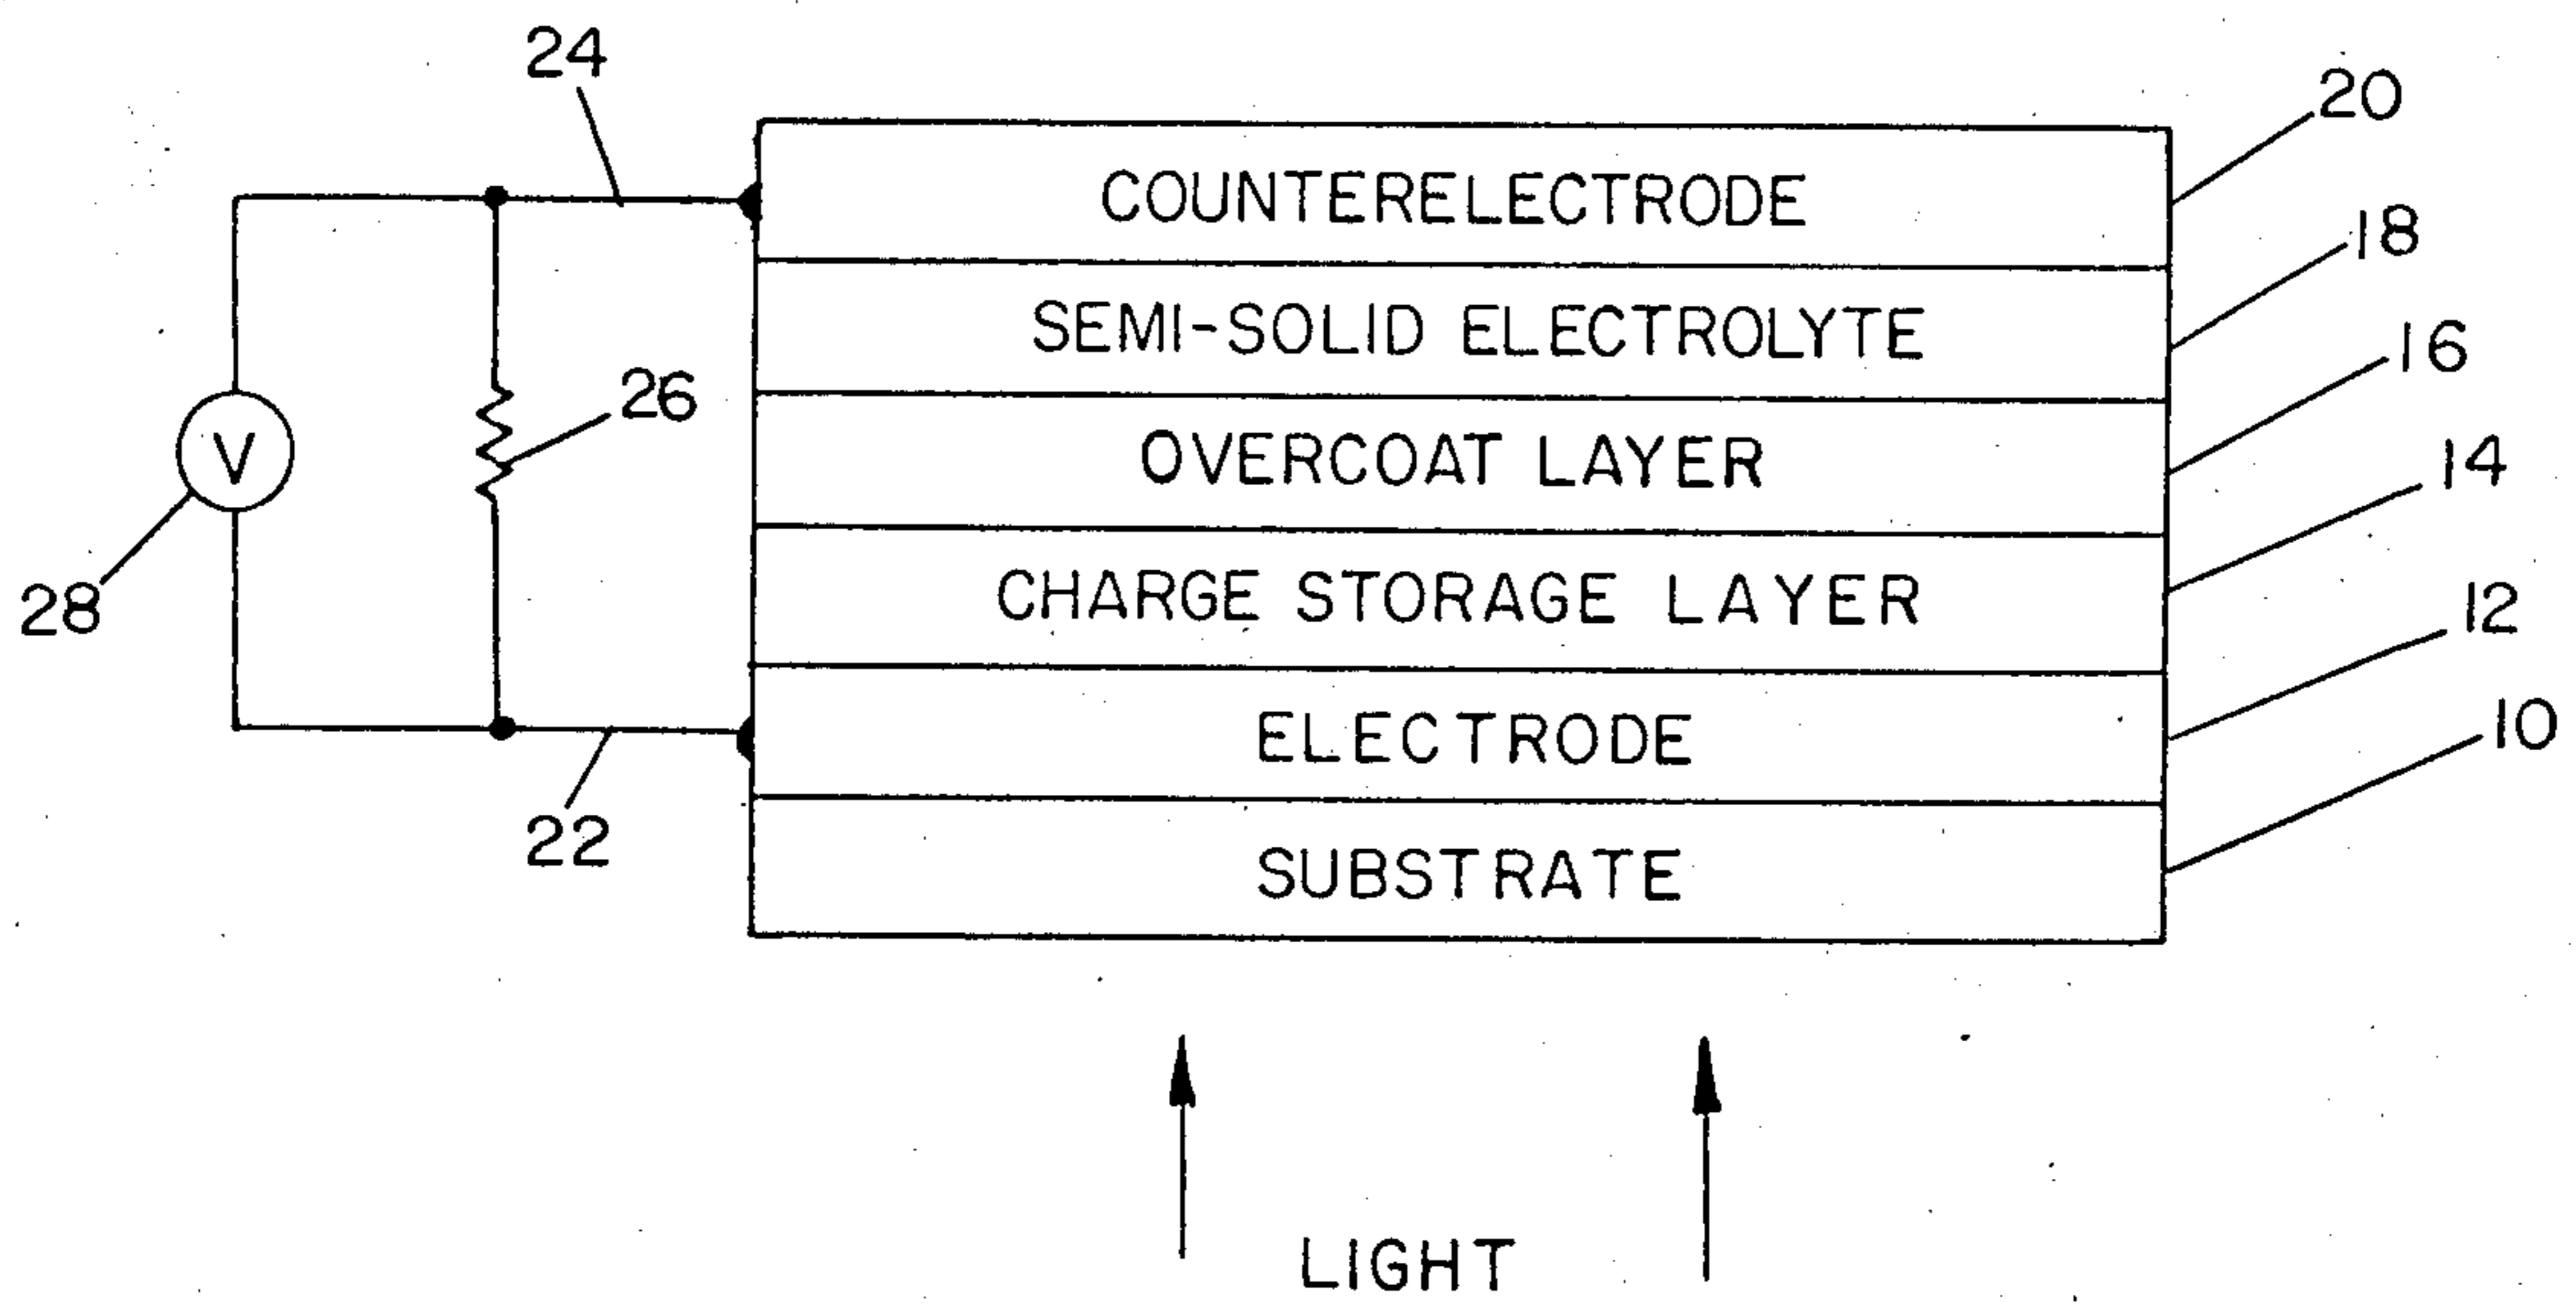 24
20
COUNTERELECTRODE
18
SEMI-SOLID ELECTROLYTE
16
26
OVERCOAT LAYER
V
14
28
CHARGE STORAGE LAYER
12
ELECTRODE
10
22
SUBSTRATE
LIGHT